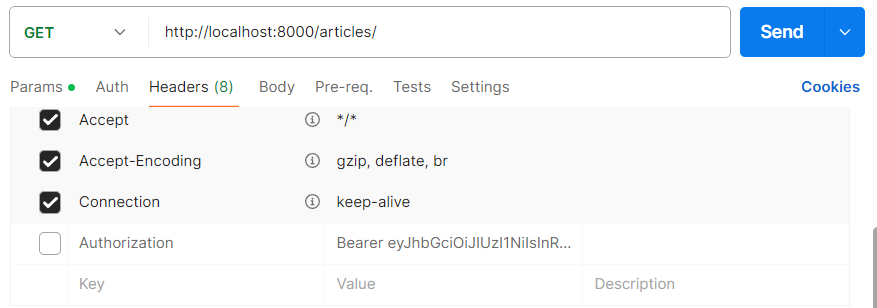 GET http://localhost:8000/articles/ Send
Params Auth Headers (8) Body Pre-req. Tests Settings Cookies
Accept */*
Accept-Encoding gzip, deflate, br
Connection keep-alive
Authorization Bearer eyJhbGciOiJIUzI1NiIsInR...
Key Value Description